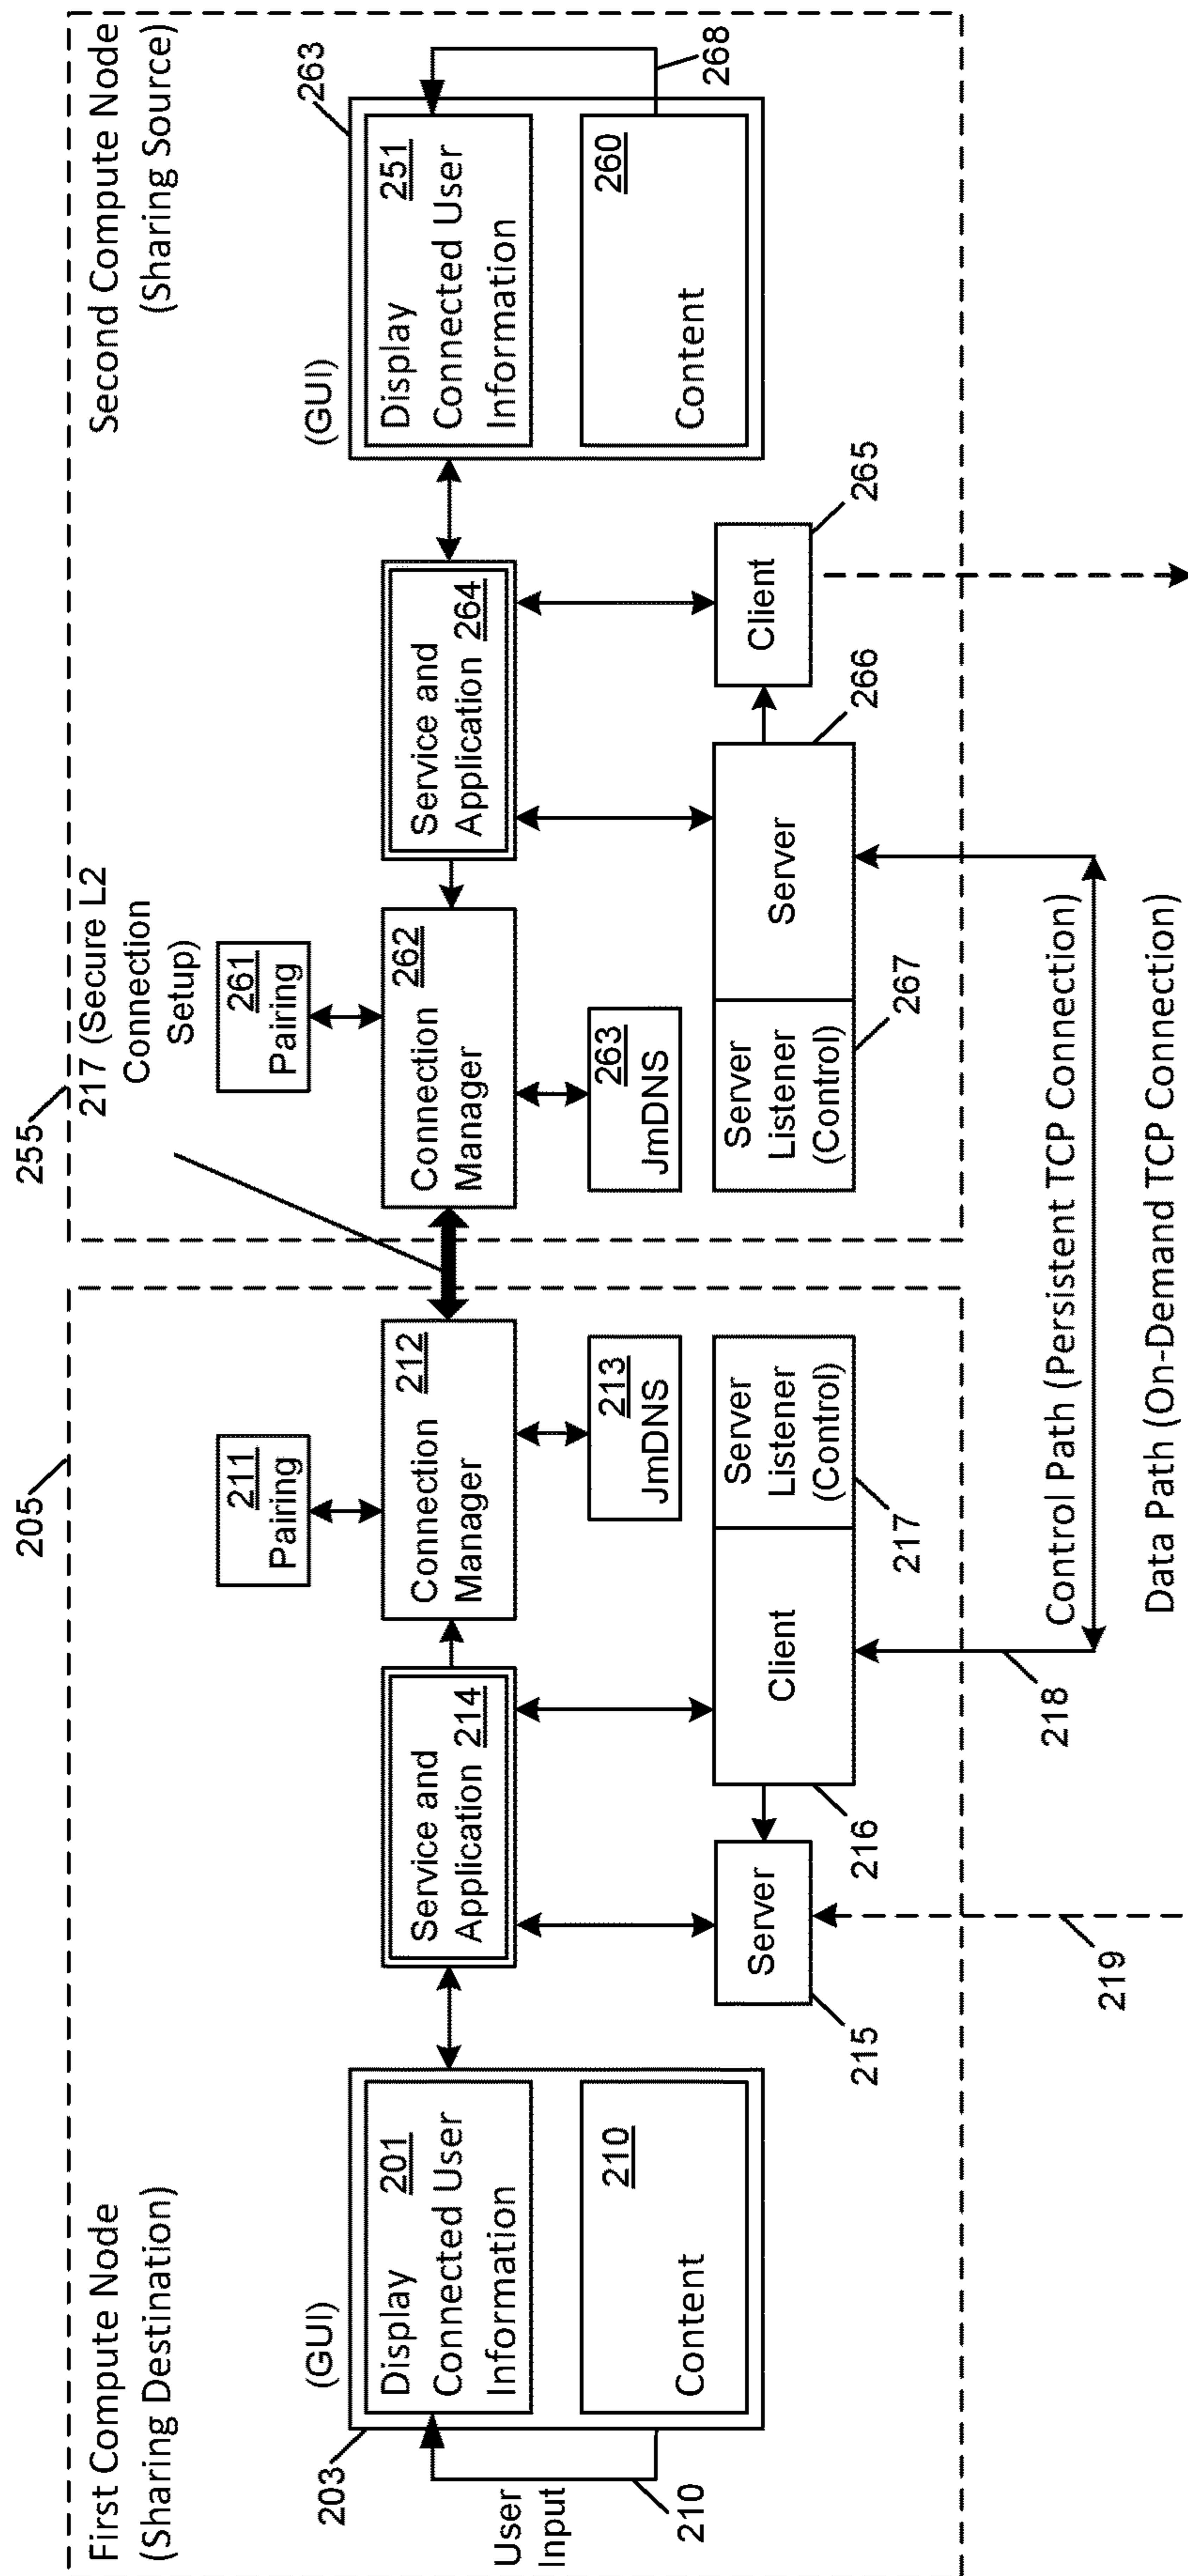 First Compute Node
(Sharing Destination)
205
203
(GUI)
Display 201
Connected User
Information
Content 210
User
Input
210
Service and
Application 214
211
Pairing
Connection 212
Manager
213
JmDNS
Server
215
Client
216
Server
Listener
(Control)
217
218
219
255
217 (Secure L2
Connection
Setup)
Second Compute Node
(Sharing Source)
261
Pairing
Connection 262
Manager
263
JmDNS
Service and
Application 264
Server
Listener
(Control)
267
Server
266
Client
265
263
(GUI)
Display 251
Connected User
Information
Content 260
268
Control Path (Persistent TCP Connection)
Data Path (On-Demand TCP Connection)